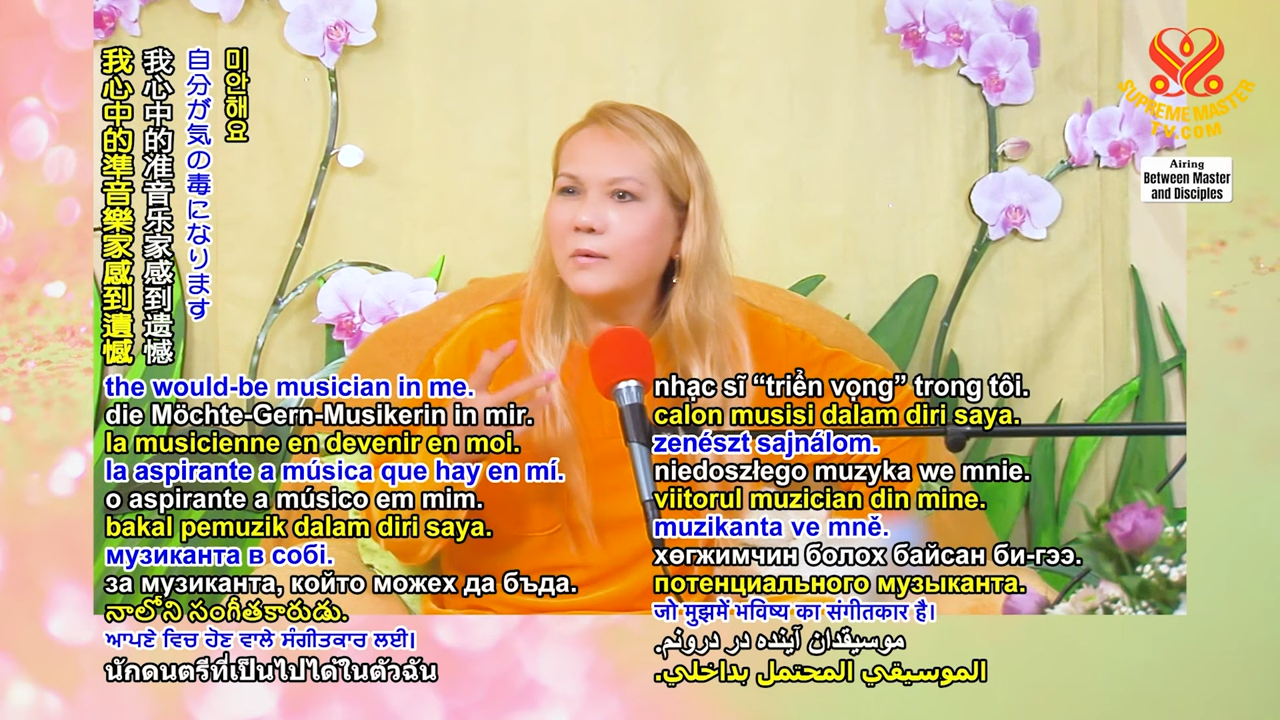 我心中的準音樂家感到遺憾
我心中的准音乐家感到遗憾
自分が気の毒になります
미안해요
SUPREME MASTER
TV.COM
Airing
Between Master
and Disciples
the would-be musician in me.
die Möchte-Gern-Musikerin in mir.
la musicienne en devenir en moi.
la aspirante a música que hay en mí.
o aspirante a músico em mim.
bakal pemuzik dalam diri saya.
музиканта в собі.
за музиканта, който можех да бъда.
నాలోని సంగీతకారుడు.
ਆਪਣੇ ਵਿਚ ਹੋਣ ਵਾਲੇ ਸੰਗੀਤਕਾਰ ਲਈ।
นักดนตรีที่เป็นไปได้ในตัวฉัน
nhạc sĩ “triển vọng” trong tôi.
calon musisi dalam diri saya.
zenészt sajnálom.
niedoszłego muzyka we mnie.
viitorul muzician din mine.
muzikanta ve mně.
хөгжимчин болох байсан би-гээ.
потенциального музыканта.
जो मुझमें भविष्य का संगीतकार है।
موسیقدان آینده در درونم.
الموسيقي المحتمل بداخلي.